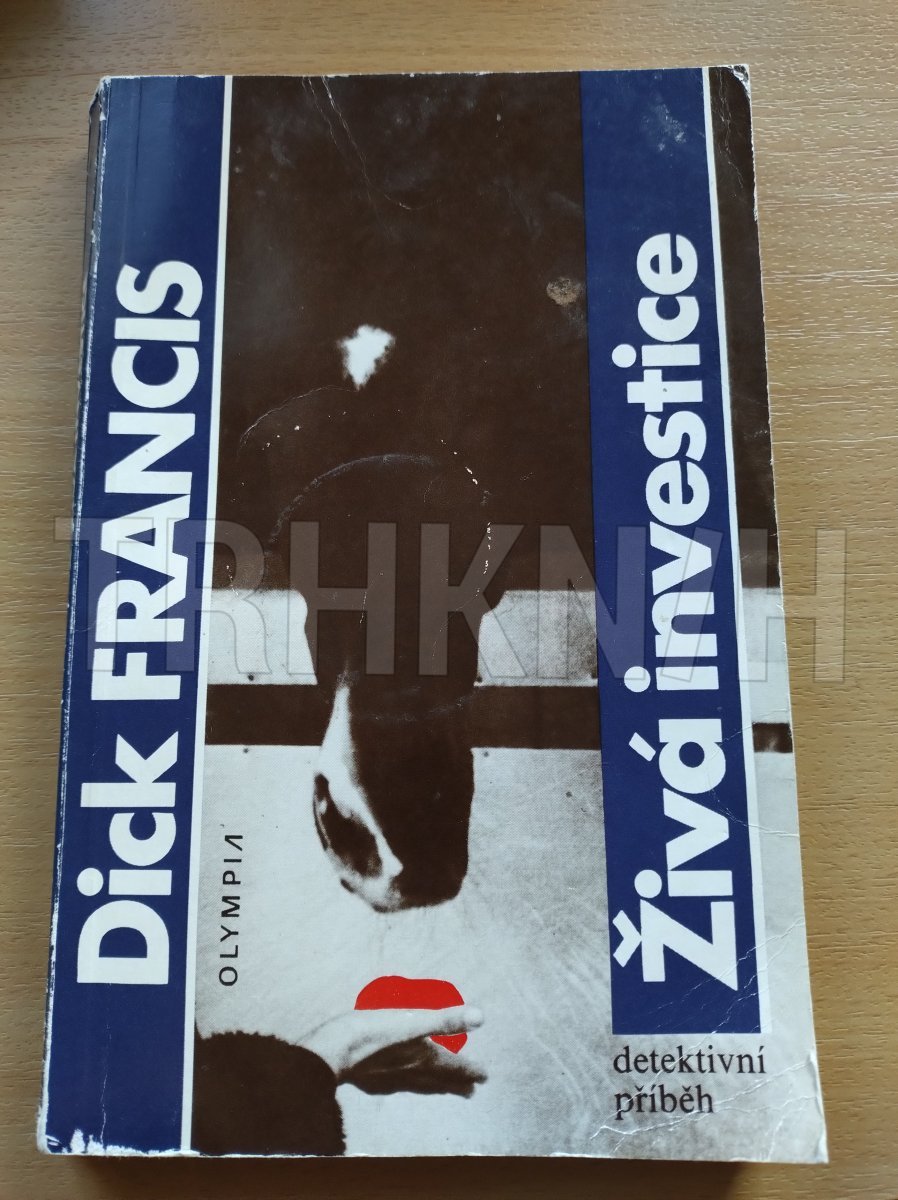 Dick FRANCIS
OLYMPIA
Živá investice
detektivní
příběh
TRHKNIH